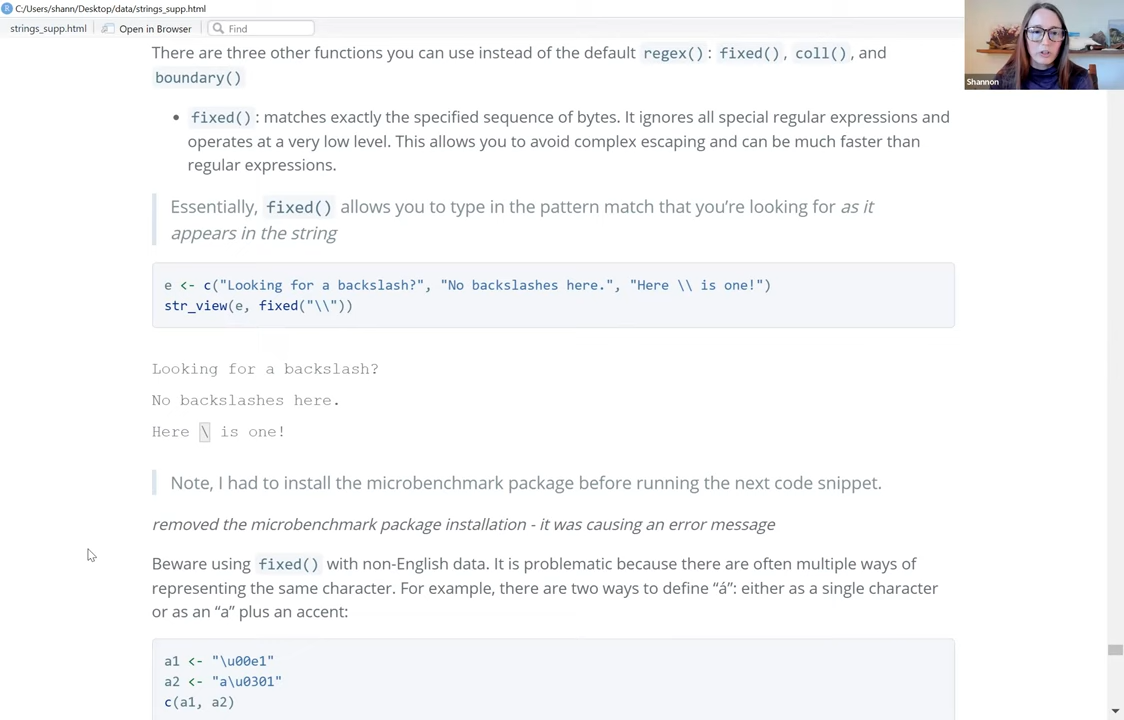 C:/Users/shann/Desktop/data/strings_supp.html
strings_supp.html
Open in Browser
Find
Shannon
There are three other functions you can use instead of the default regex(): fixed(), coll(), and
boundary()
• fixed(): matches exactly the specified sequence of bytes. It ignores all special regular expressions and
operates at a very low level. This allows you to avoid complex escaping and can be much faster than
regular expressions.
Essentially, fixed() allows you to type in the pattern match that you’re looking for as it
appears in the string
e <- c("Looking for a backslash?", "No backslashes here.", "Here \\ is one!")
str_view(e, fixed("\\"))
Looking for a backslash?
No backslashes here.
Here \ is one!
Note, I had to install the microbenchmark package before running the next code snippet.
removed the microbenchmark package installation - it was causing an error message
Beware using fixed() with non-English data. It is problematic because there are often multiple ways of
representing the same character. For example, there are two ways to define “á”: either as a single character
or as an “a” plus an accent:
a1 <- "\u00e1"
a2 <- "a\u0301"
c(a1, a2)